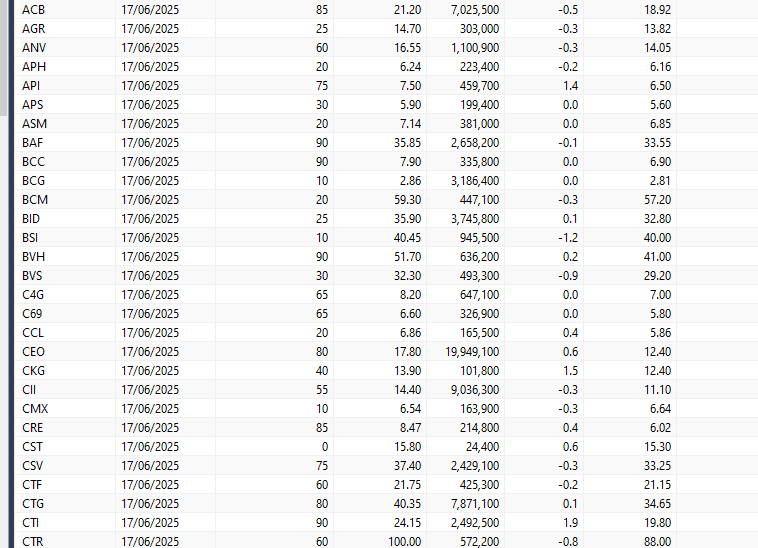 ACB 17/06/2025 85 21.20 7,025,500 -0.5 18.92
AGR 17/06/2025 25 14.70 303,000 -0.3 13.82
ANV 17/06/2025 60 16.55 1,100,900 -0.3 14.05
APH 17/06/2025 20 6.24 223,400 -0.2 6.16
API 17/06/2025 75 7.50 459,700 1.4 6.50
APS 17/06/2025 30 5.90 199,400 0.0 5.60
ASM 17/06/2025 20 7.14 381,000 0.0 6.85
BAF 17/06/2025 90 35.85 2,658,200 -0.1 33.55
BCC 17/06/2025 90 7.90 335,800 0.0 6.90
BCG 17/06/2025 10 2.86 3,186,400 0.0 2.81
BCM 17/06/2025 20 59.30 447,100 -0.3 57.20
BID 17/06/2025 25 35.90 3,745,800 0.1 32.80
BSI 17/06/2025 10 40.45 945,500 -1.2 40.00
BVH 17/06/2025 90 51.70 636,200 0.2 41.00
BVS 17/06/2025 30 32.30 493,300 -0.9 29.20
C4G 17/06/2025 65 8.20 647,100 0.0 7.00
C69 17/06/2025 65 6.60 326,900 0.0 5.80
CCL 17/06/2025 20 6.86 165,500 0.4 5.86
CEO 17/06/2025 80 17.80 19,949,100 0.6 12.40
CKG 17/06/2025 40 13.90 101,800 1.5 12.40
CII 17/06/2025 55 14.40 9,036,300 -0.3 11.10
CMX 17/06/2025 10 6.54 163,900 -0.3 6.64
CRE 17/06/2025 85 8.47 214,800 0.4 6.02
CST 17/06/2025 0 15.80 24,400 0.6 15.30
CSV 17/06/2025 75 37.40 2,429,100 -0.3 33.25
CTF 17/06/2025 60 21.75 425,300 -0.2 21.15
CTG 17/06/2025 80 40.35 7,871,100 0.1 34.65
CTI 17/06/2025 90 24.15 2,492,500 1.9 19.80
CTR 17/06/2025 60 100.00 572,200 -0.8 88.00